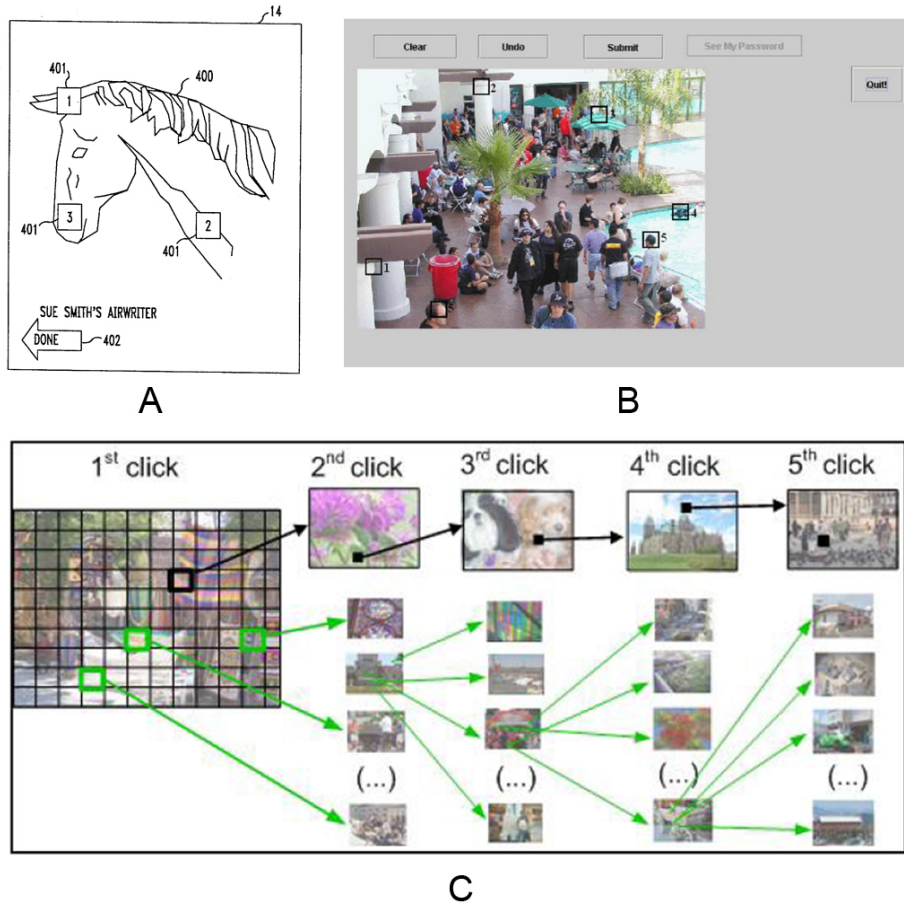 14
401
400
1
3
401
2
401
SUE SMITH'S AIRWRITER
DONE
402
A
Clear
Undo
Submit
See My Password
Quit!
2
4
5
1
B
1st click
2nd click
3rd click
4th click
5th click
(...)
(...)
(...)
(...)
C